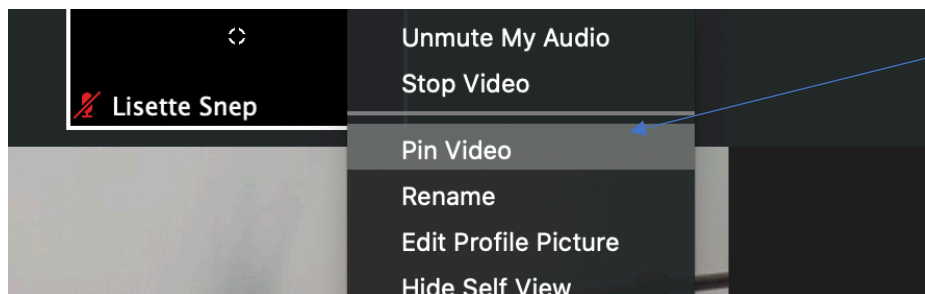 Unmute My Audio
Stop Video
Lisette Snep
Pin Video
Rename
Edit Profile Picture
Hide Self View